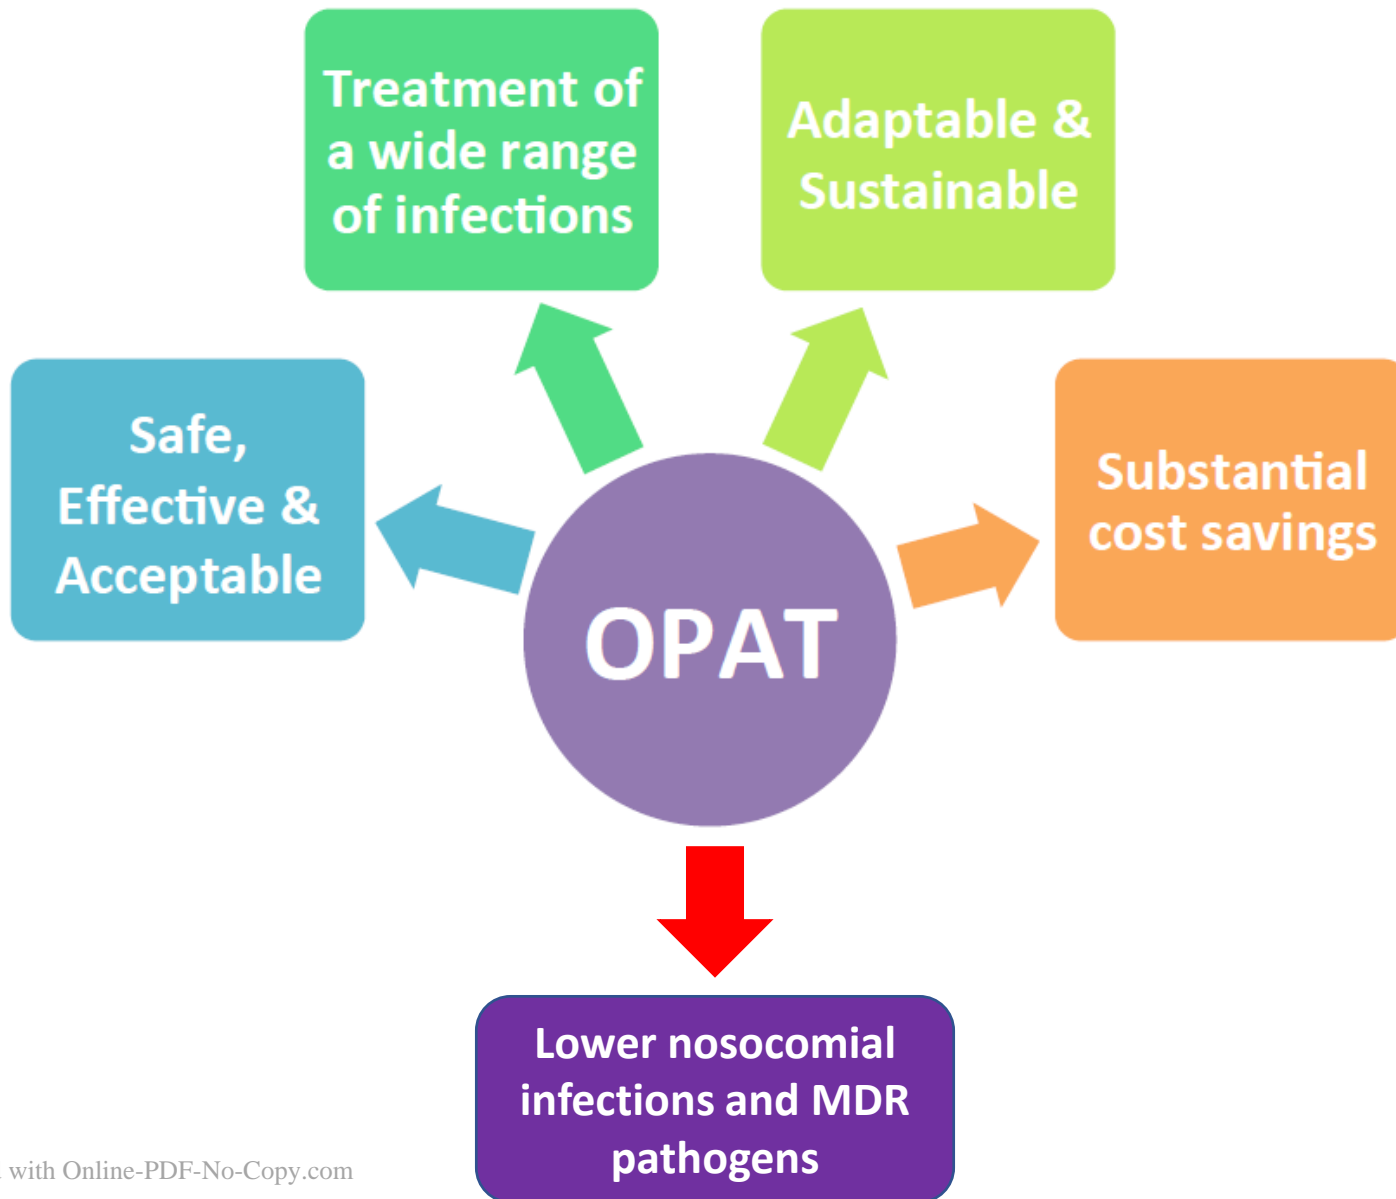 Treatment of
a wide range
of infections
Adaptable &
Sustainable
Safe,
Effective &
Acceptable
Substantial
cost savings
OPAT
Lower nosocomial
infections and MDR
pathogens
with Online-PDF-No-Copy.com